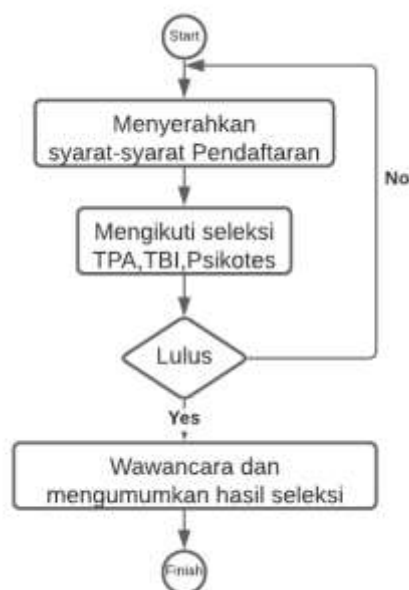 Start
Menyerahkan
syarat-syarat Pendaftaran
No
Mengikuti seleksi
TPA,TBI,Psikotes
Lulus
Yes
Wawancara dan
mengumumkan hasil seleksi
Finish